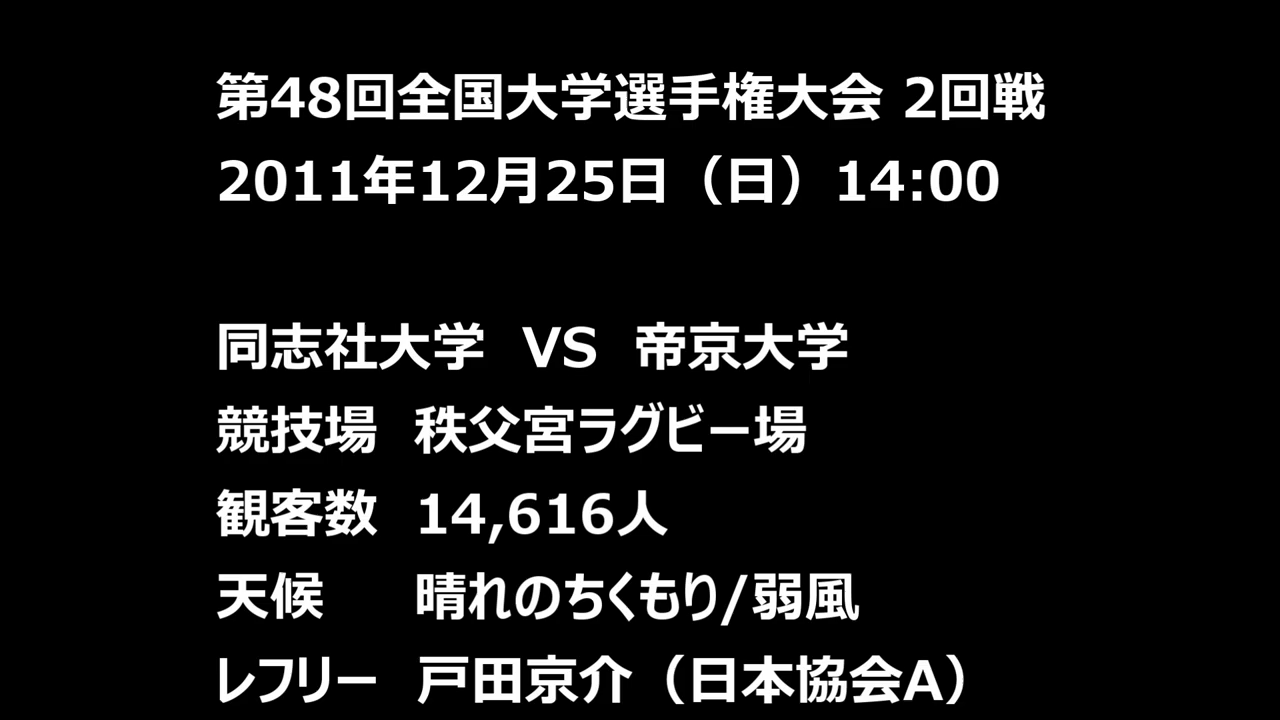 第48回全国大学選手権大会 2回戦
2011年12月25日（日）14:00
同志社大学　VS　帝京大学
競技場　秩父宮ラグビー場
観客数　14,616人
天候　　晴れのちくもり/弱風
レフリー　戸田京介（日本協会A）